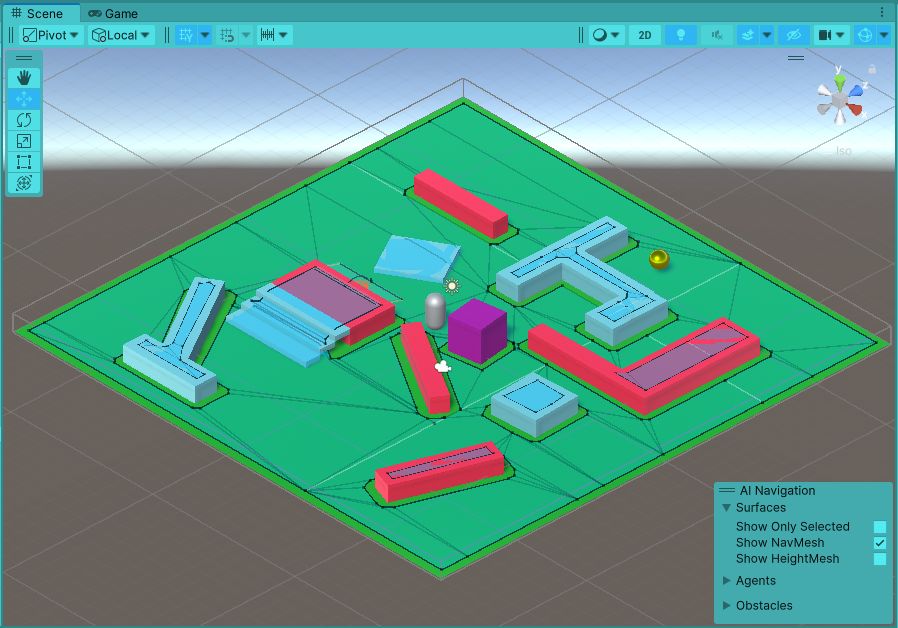 Scene Game
Pivot Local 2D
y
z
x
Iso
AI Navigation
Surfaces
Show Only Selected
Show NavMesh
Show HeightMesh
Agents
Obstacles